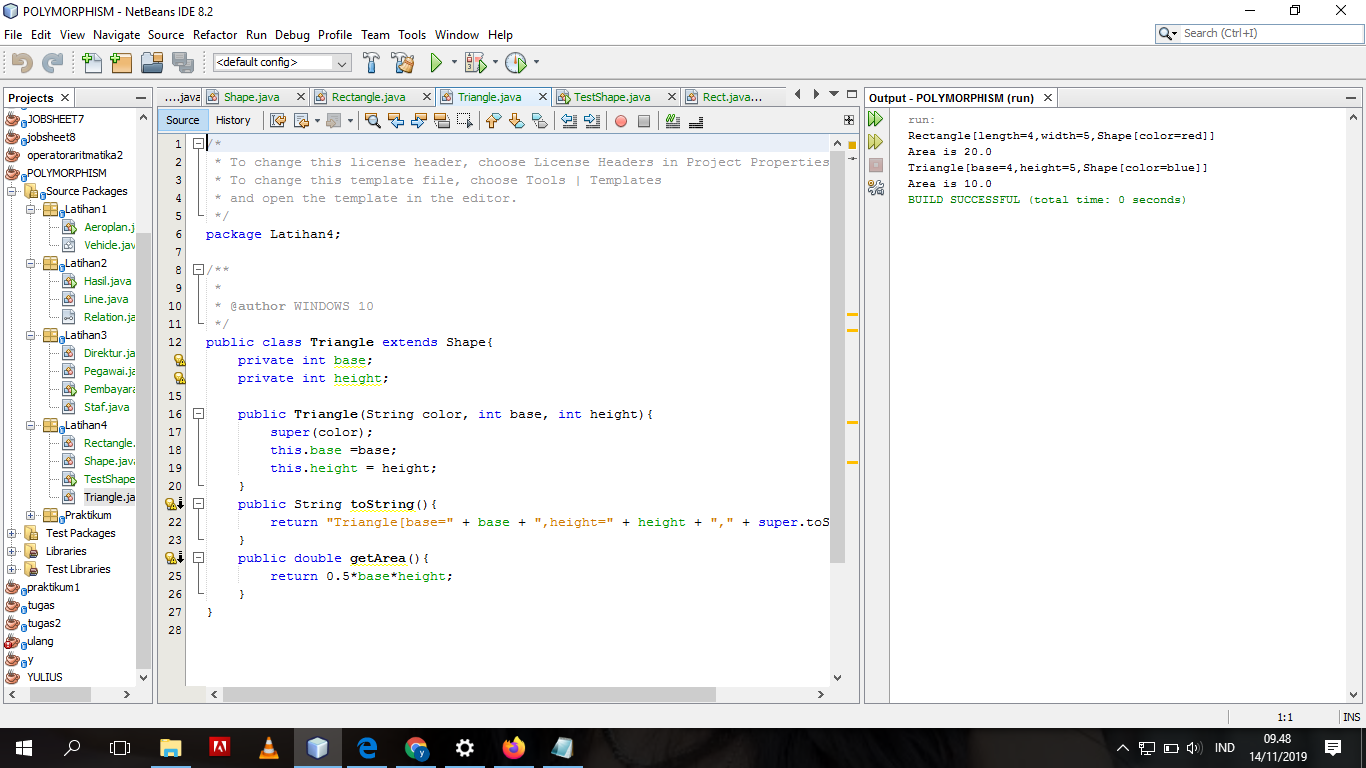 POLYMORPHISM - NetBeans IDE 8.2
File Edit View Navigate Source Refactor Run Debug Profile Team Tools Window Help
Search (Ctrl+I)
<default config>
Projects
JOBSHEET7
jobsheet8
operatoraritmatika2
POLYMORPHISM
Source Packages
Latihan1
Aeroplan.j
Vehicle.jav
Latihan2
Hasil.java
Line.java
Relation.ja
Latihan3
Direktur.ja
Pegawai.ja
Pembayara
Staf.java
Latihan4
Rectangle.
Shape.java
TestShape
Triangle.ja
Praktikum
Test Packages
Libraries
Test Libraries
praktikum1
tugas
tugas2
ulang
y
YULIUS
....java Shape.java Rectangle.java Triangle.java TestShape.java Rect.java...
Source History
1 /*
2 * To change this license header, choose License Headers in Project Properties
3 * To change this template file, choose Tools | Templates
4 * and open the template in the editor.
5 */
6 package Latihan4;
7
8 /**
9 *
10 * @author WINDOWS 10
11 */
12 public class Triangle extends Shape{
private int base;
private int height;
15
16 public Triangle(String color, int base, int height){
17 super(color);
18 this.base =base;
19 this.height = height;
20 }
public String toString(){
22 return "Triangle[base=" + base + ",height=" + height + "," + super.toS
23 }
public double getArea(){
25 return 0.5*base*height;
26 }
27 }
28
Output - POLYMORPHISM (run)
run:
Rectangle[length=4,width=5,Shape[color=red]]
Area is 20.0
Triangle[base=4,height=5,Shape[color=blue]]
Area is 10.0
BUILD SUCCESSFUL (total time: 0 seconds)
1:1 INS
IND
09.48
14/11/2019